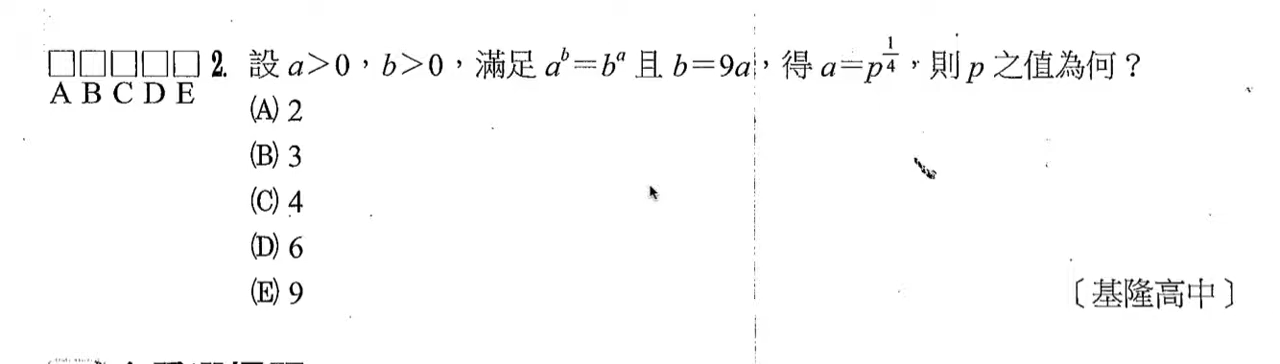 □□□□□ 2. 設 a>0，b>0，滿足 a^b=b^a 且 b=9a，得 a=p^{1/4}，則 p 之值為何？
A B C D E
(A) 2
(B) 3
(C) 4
(D) 6
(E) 9
〔基隆高中〕